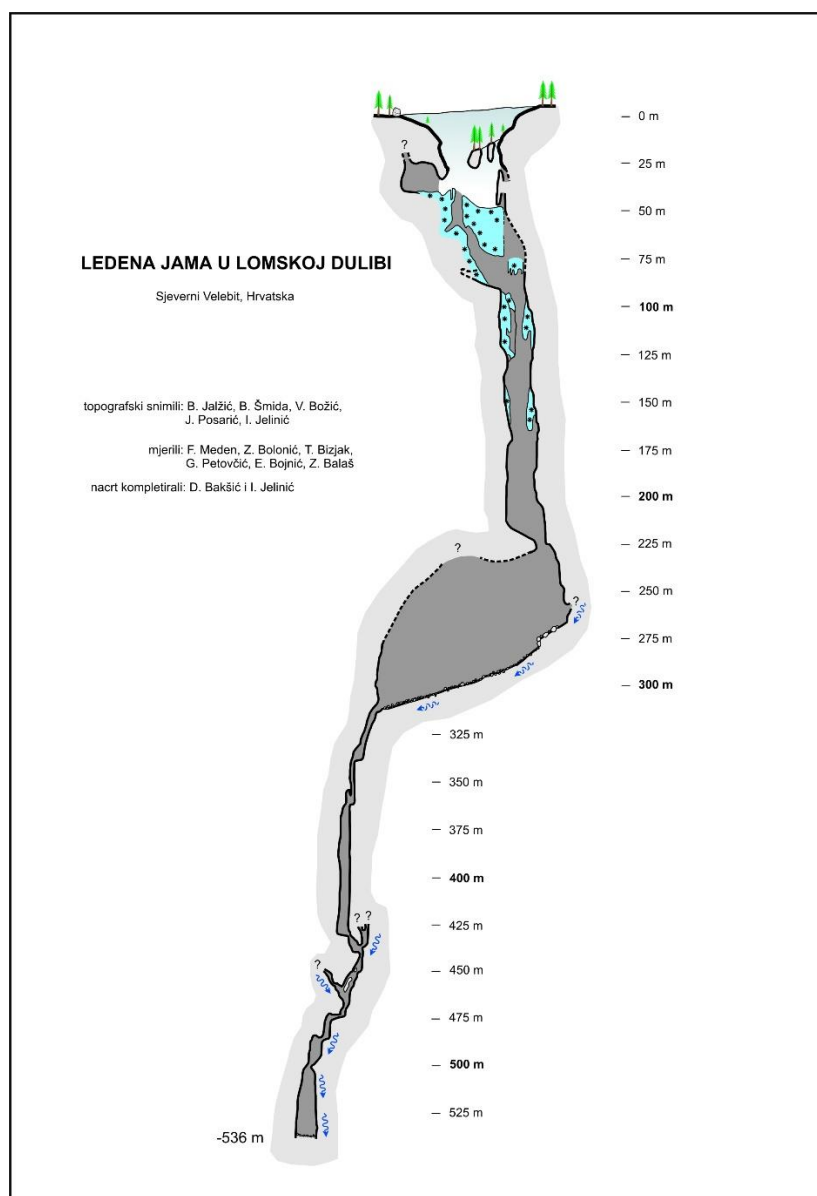 LEDENA JAMA U LOMSKOJ DULIBI
Sjeverni Velebit, Hrvatska
topografski snimili: B. Jalžić, B. Šmida, V. Božić,
J. Posarić, I. Jelinić
mjerili: F. Meden, Z. Bolonić, T. Bizjak,
G. Petovčić, E. Bojnić, Z. Balaš
nacrt kompletirali: D. Bakšić i I. Jelinić
0 m
?
25 m
50 m
75 m
100 m
125 m
150 m
175 m
200 m
225 m
?
250 m
?
275 m
300 m
325 m
350 m
375 m
400 m
? ?
425 m
?
450 m
475 m
500 m
525 m
-536 m